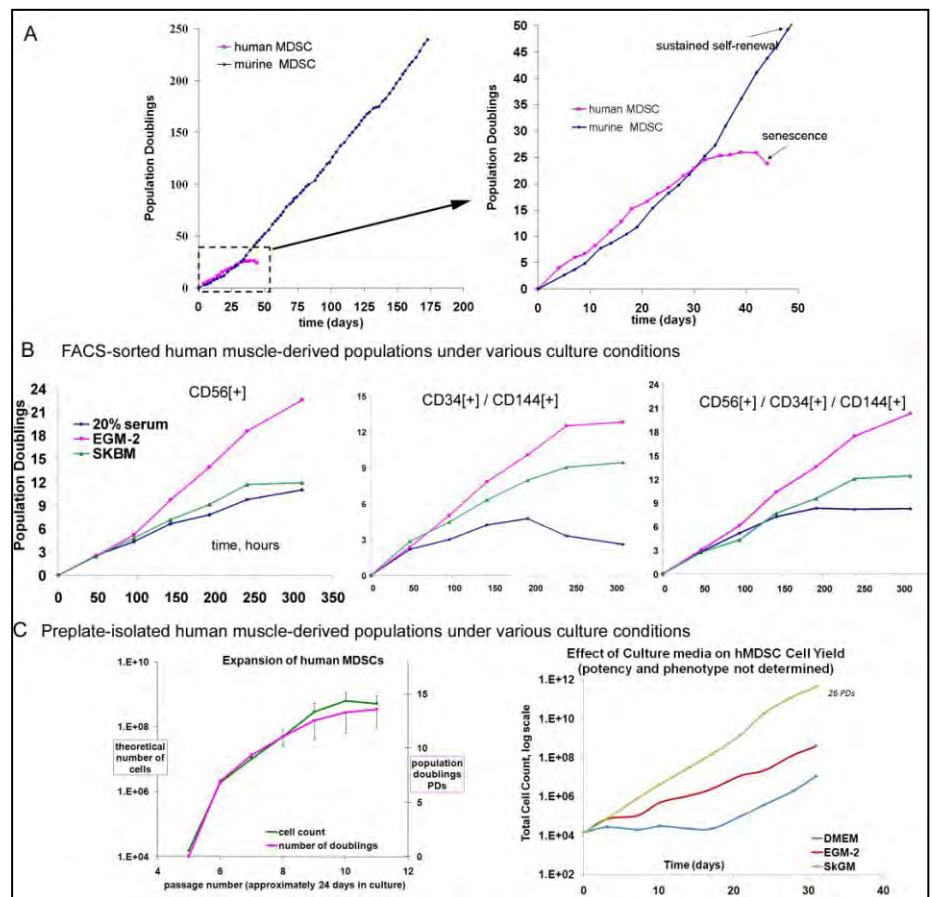 A
250
200
150
100
50
0
Population Doublings
human MDSC
murine MDSC
0 25 50 75 100 125 150 175 200
time (days)
50
45
40
35
30
25
20
15
10
5
0
Population Doublings
sustained self-renewal
human MDSC
murine MDSC
senescence
0 10 20 30 40 50
time (days)
B FACS-sorted human muscle-derived populations under various culture conditions
24
21
18
15
12
9
6
3
0
Population Doublings
CD56[+]
20% serum
EGM-2
SKBM
time, hours
0 50 100 150 200 250 300 350
15
12
9
6
3
0
CD34[+] / CD144[+]
0 50 100 150 200 250 300 350
24
21
18
15
12
9
6
3
0
CD56[+] / CD34[+] / CD144[+]
0 50 100 150 200 250 300 350
C Preplate-isolated human muscle-derived populations under various culture conditions
Expansion of human MDSCs
1.E+10
1.E+08
1.E+06
1.E+04
theoretical
number of
cells
15
10
5
0
population
doublings
PDs
cell count
number of doublings
4 6 8 10 12
passage number (approximately 24 days in culture)
Effect of Culture media on hMDSC Cell Yield
(potency and phenotype not determined)
1.E+12
1.E+10
1.E+08
1.E+06
1.E+04
1.E+02
Total Cell Count, log scale
26 PDs
DMEM
EGM-2
SkGM
Time (days)
0 10 20 30 40